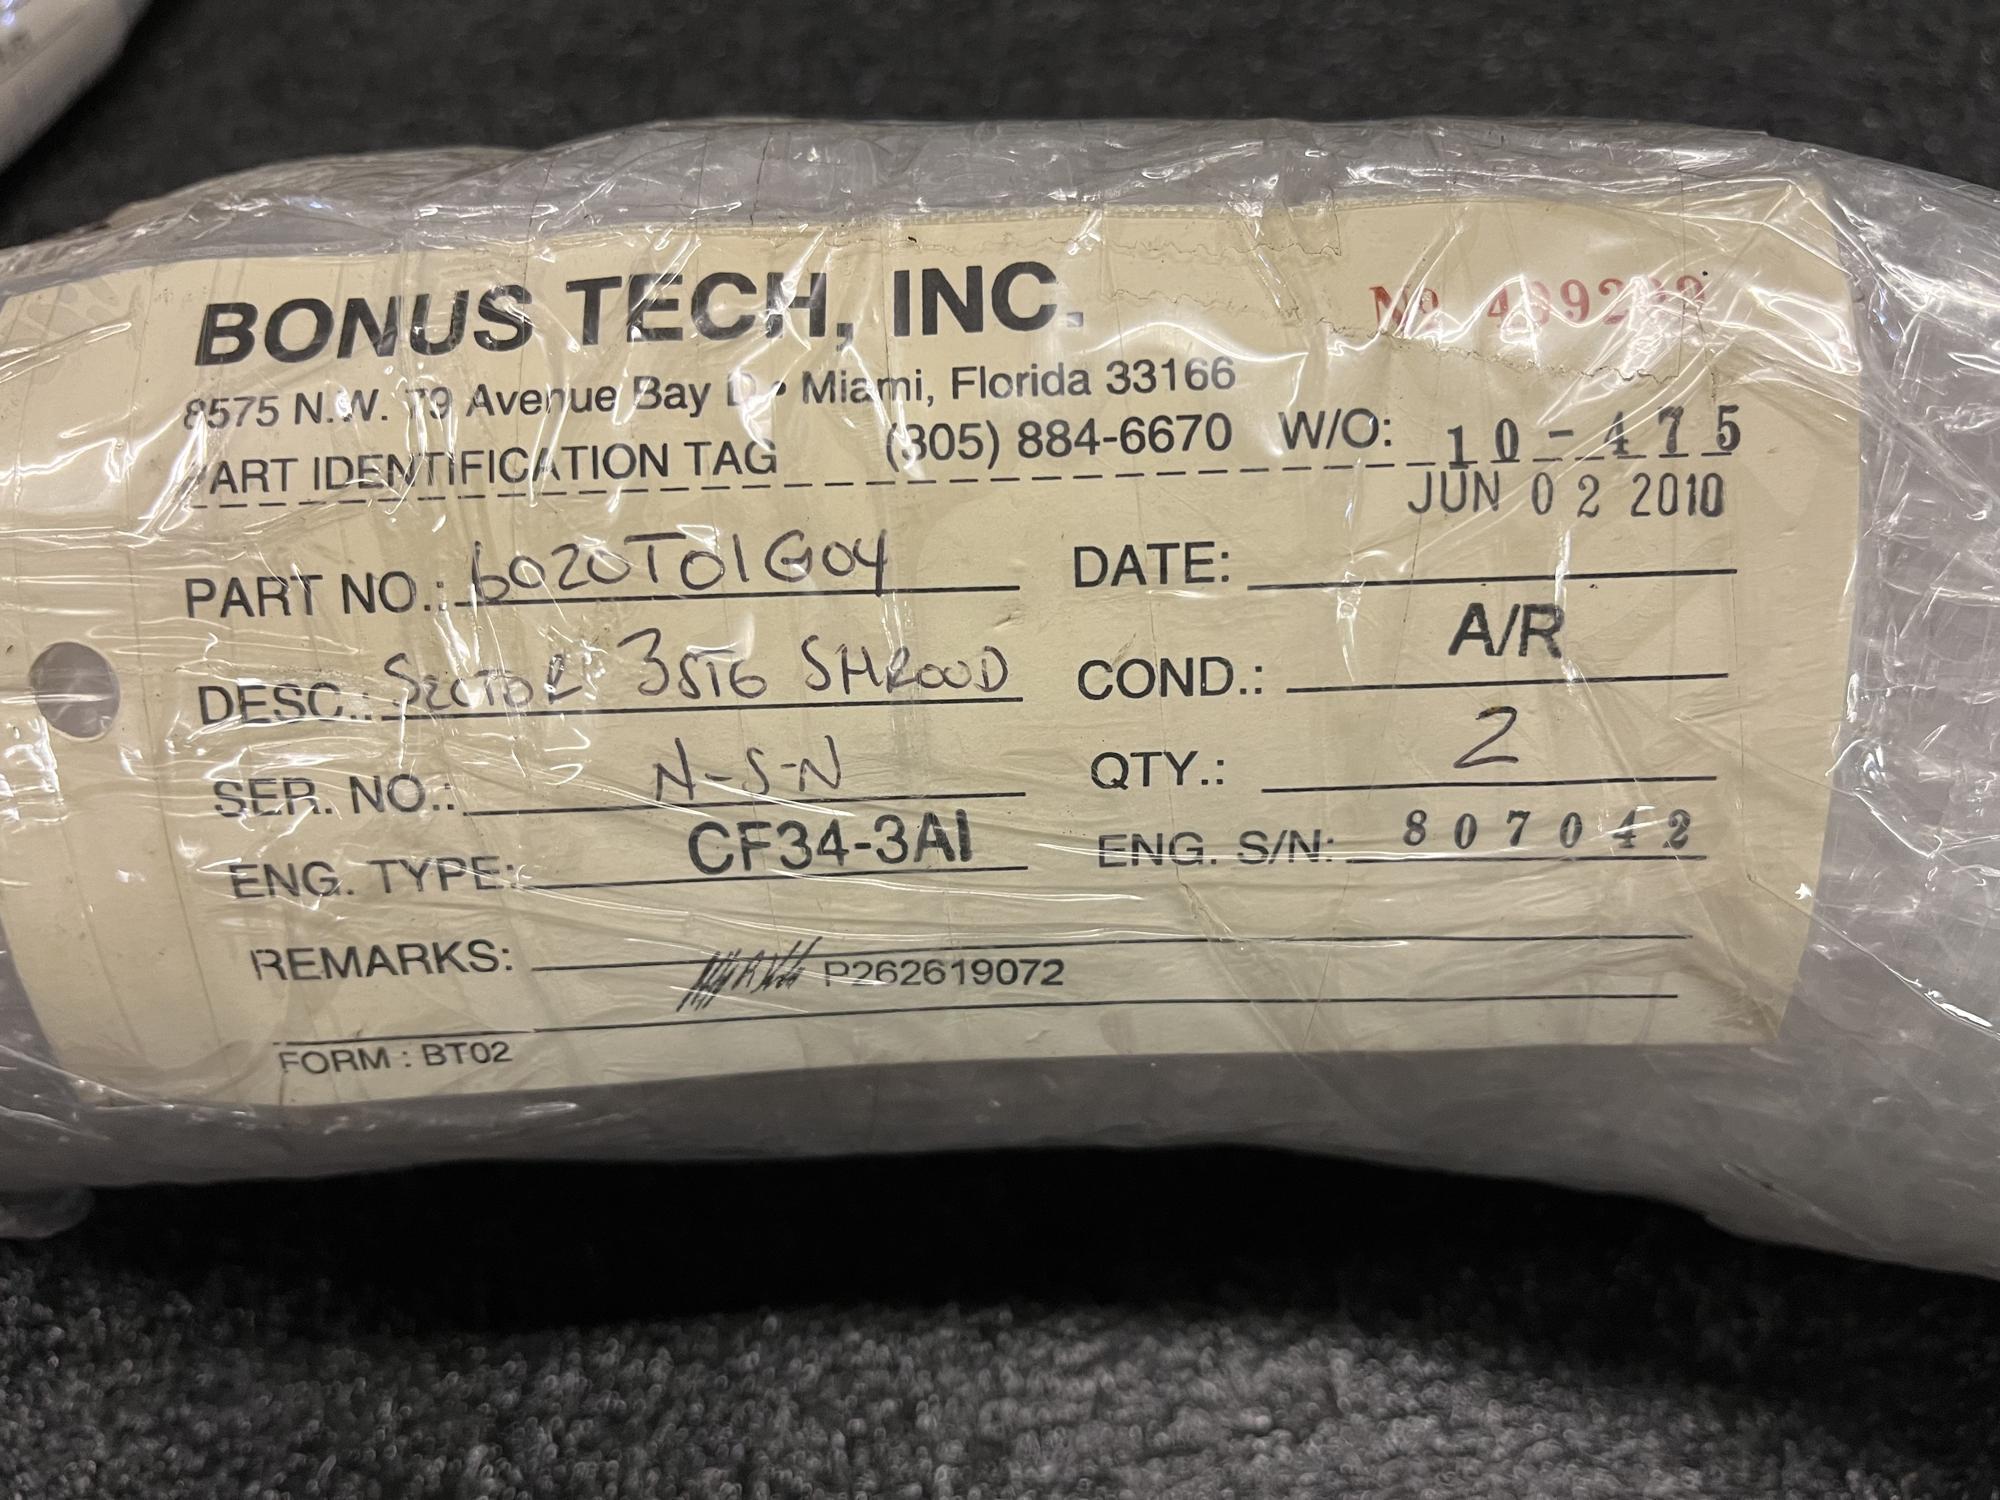 BONUS TECH, INC.
8575 N.W. 79 Avenue Bay D • Miami, Florida 33166
PART IDENTIFICATION TAG (305) 884-6670 W/O: 10-475
JUN 02 2010
PART NO.: 6020T01G04 DATE:
DESC.: SECTOR 3STG SHROUD COND.: A/R
SER. NO.: N-S-N QTY.: 2
ENG. TYPE: CF34-3A1 ENG. S/N: 807042
REMARKS: P262619072
FORM : BT02